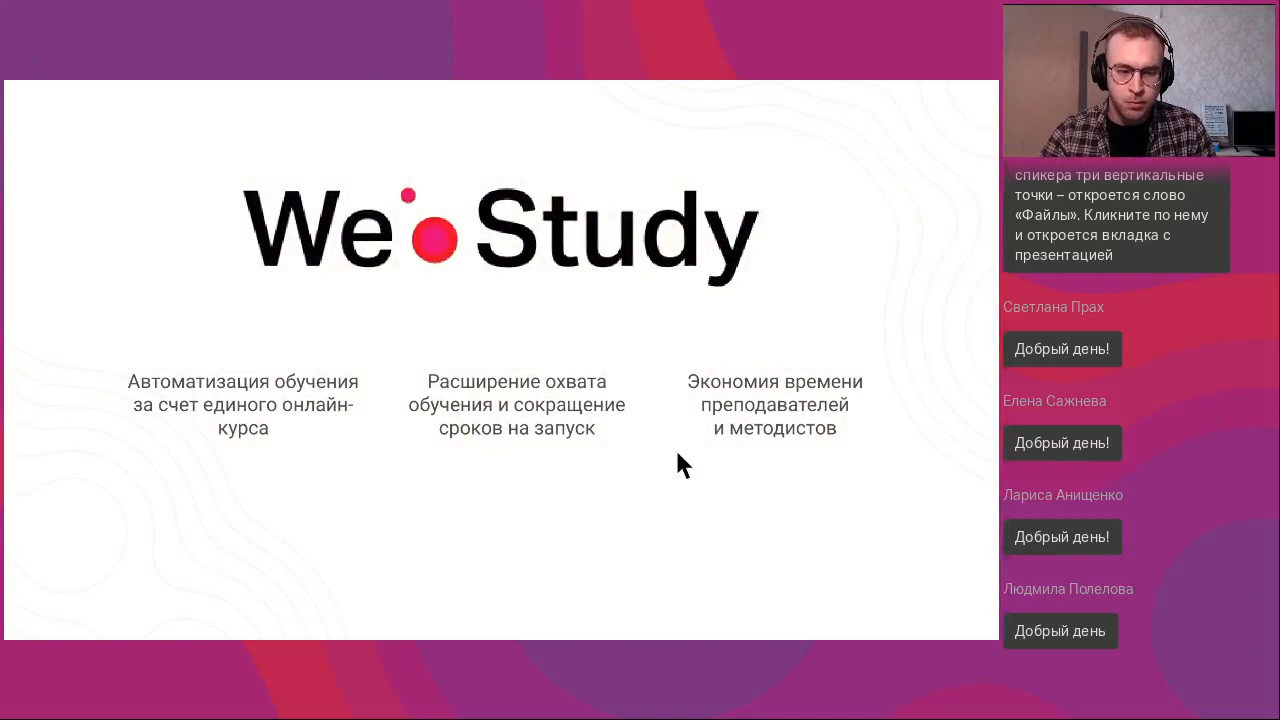 We Study
Автоматизация обучения
за счет единого онлайн-
курса
Расширение охвата
обучения и сокращение
сроков на запуск
Экономия времени
преподавателей
и методистов
спикера три вертикальные
точки – откроется слово
«Файлы». Кликните по нему
и откроется вкладка с
презентацией
Светлана Прах
Добрый день!
Елена Сажнева
Добрый день!
Лариса Анищенко
Добрый день!
Людмила Полелова
Добрый день